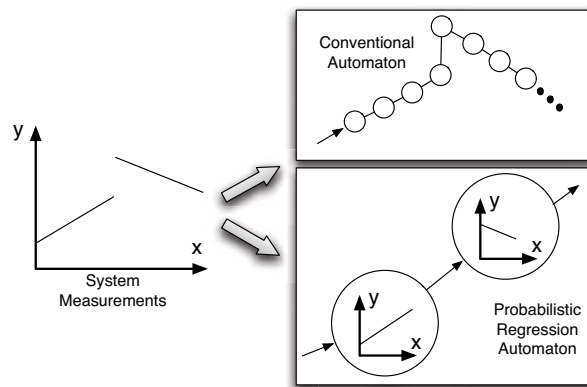 Conventional
Automaton
y
x
System
Measurements
y
x
y
x
Probabilistic
Regression
Automaton